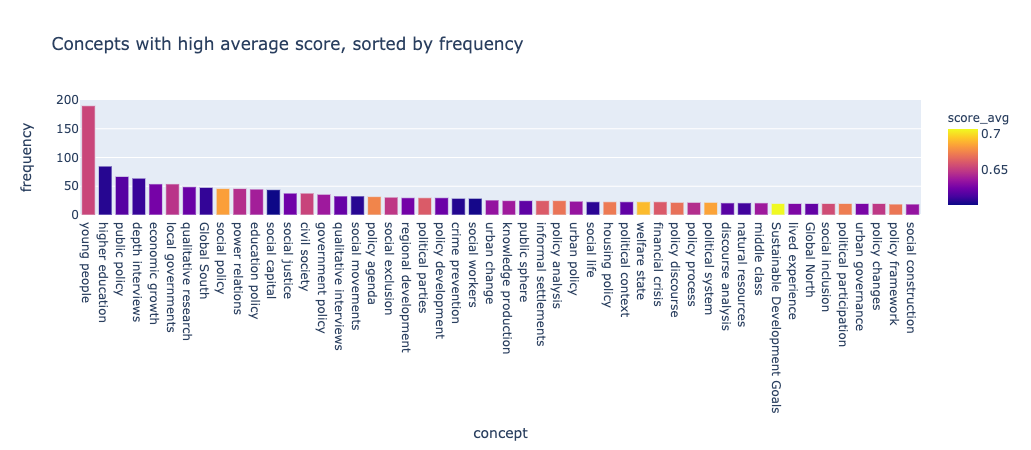 Concepts with high average score, sorted by frequency
frequency
200
150
100
50
0
young people
higher education
public policy
depth interviews
economic growth
local governments
qualitative research
Global South
social policy
power relations
education policy
social capital
social justice
civil society
government policy
qualitative interviews
social movements
policy agenda
social exclusion
regional development
political parties
policy development
crime prevention
social workers
urban change
knowledge production
public sphere
informal settlements
policy analysis
urban policy
social life
housing policy
political context
welfare state
financial crisis
policy discourse
policy process
political system
discourse analysis
natural resources
middle class
Sustainable Development Goals
lived experience
Global North
social inclusion
political participation
urban governance
policy changes
policy framework
social construction
concept
score_avg
0.7
0.65